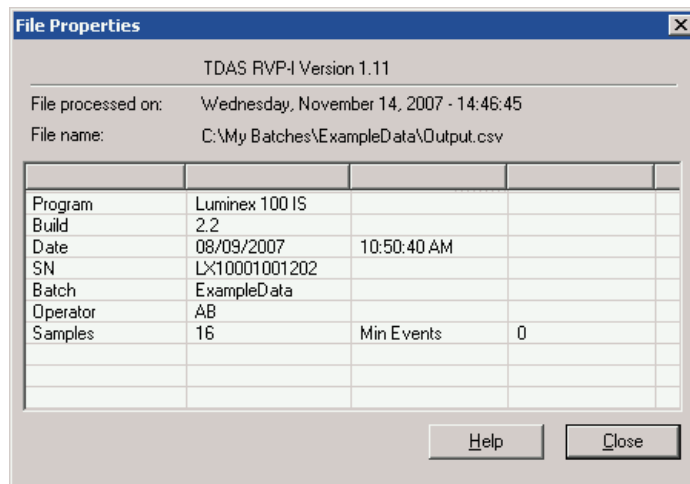 File Properties
TDAS RVP-I Version 1.11
File processed on: Wednesday, November 14, 2007 - 14:46:45
File name: C:\My Batches\ExampleData\Output.csv
Program Luminex 100 IS
Build 2.2
Date 08/09/2007 10:50:40 AM
SN LX10001001202
Batch ExampleData
Operator AB
Samples 16 Min Events 0
Help Close